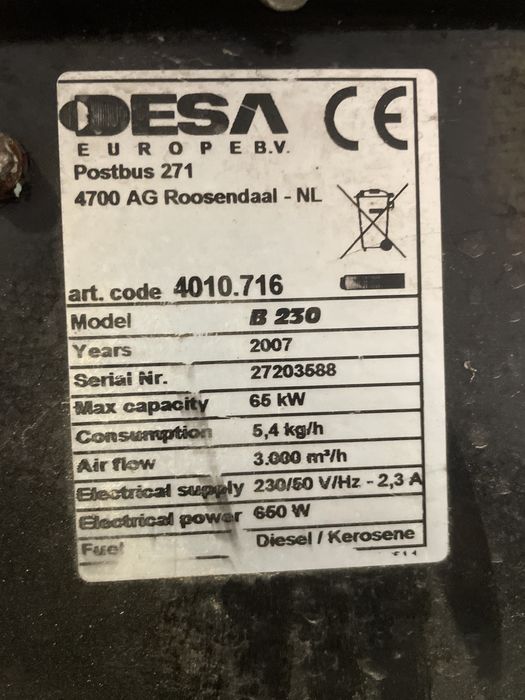 DESA
EUROPE B.V.
CE
Postbus 271
4700 AG Roosendaal - NL
art. code 4010.716
Model B 230
Years 2007
Serial Nr. 27203588
Max capacity 65 kW
Consumption 5,4 kg/h
Air flow 3.000 m³/h
Electrical supply 230/50 V/Hz - 2,3 A
Electrical power 650 W
Fuel Diesel / Kerosene